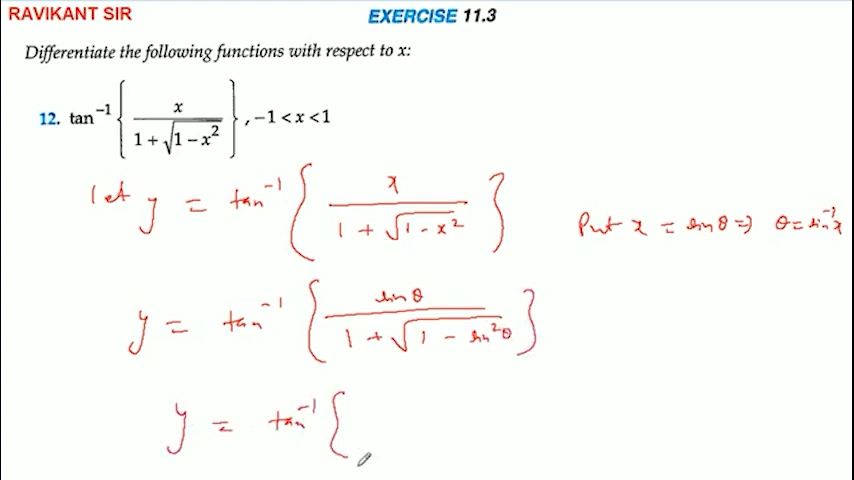 RAVIKANT SIR
EXERCISE 11.3
Differentiate the following functions with respect to x:
12. tan⁻¹ { x / (1 + √(1 − x²)) } , −1 < x < 1
let y = tan⁻¹ { x / (1 + √(1 − x²)) }
Put x = sin θ ⇒ θ = sin⁻¹x
y = tan⁻¹ { sin θ / (1 + √(1 − sin²θ)) }
y = tan⁻¹ {